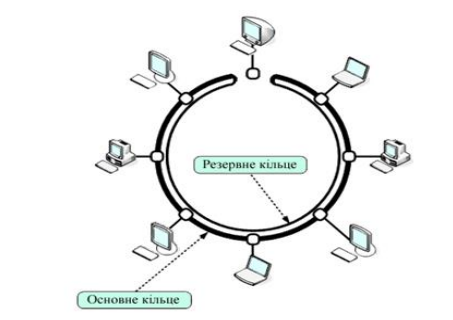 Резервне кільце
Основне кільце